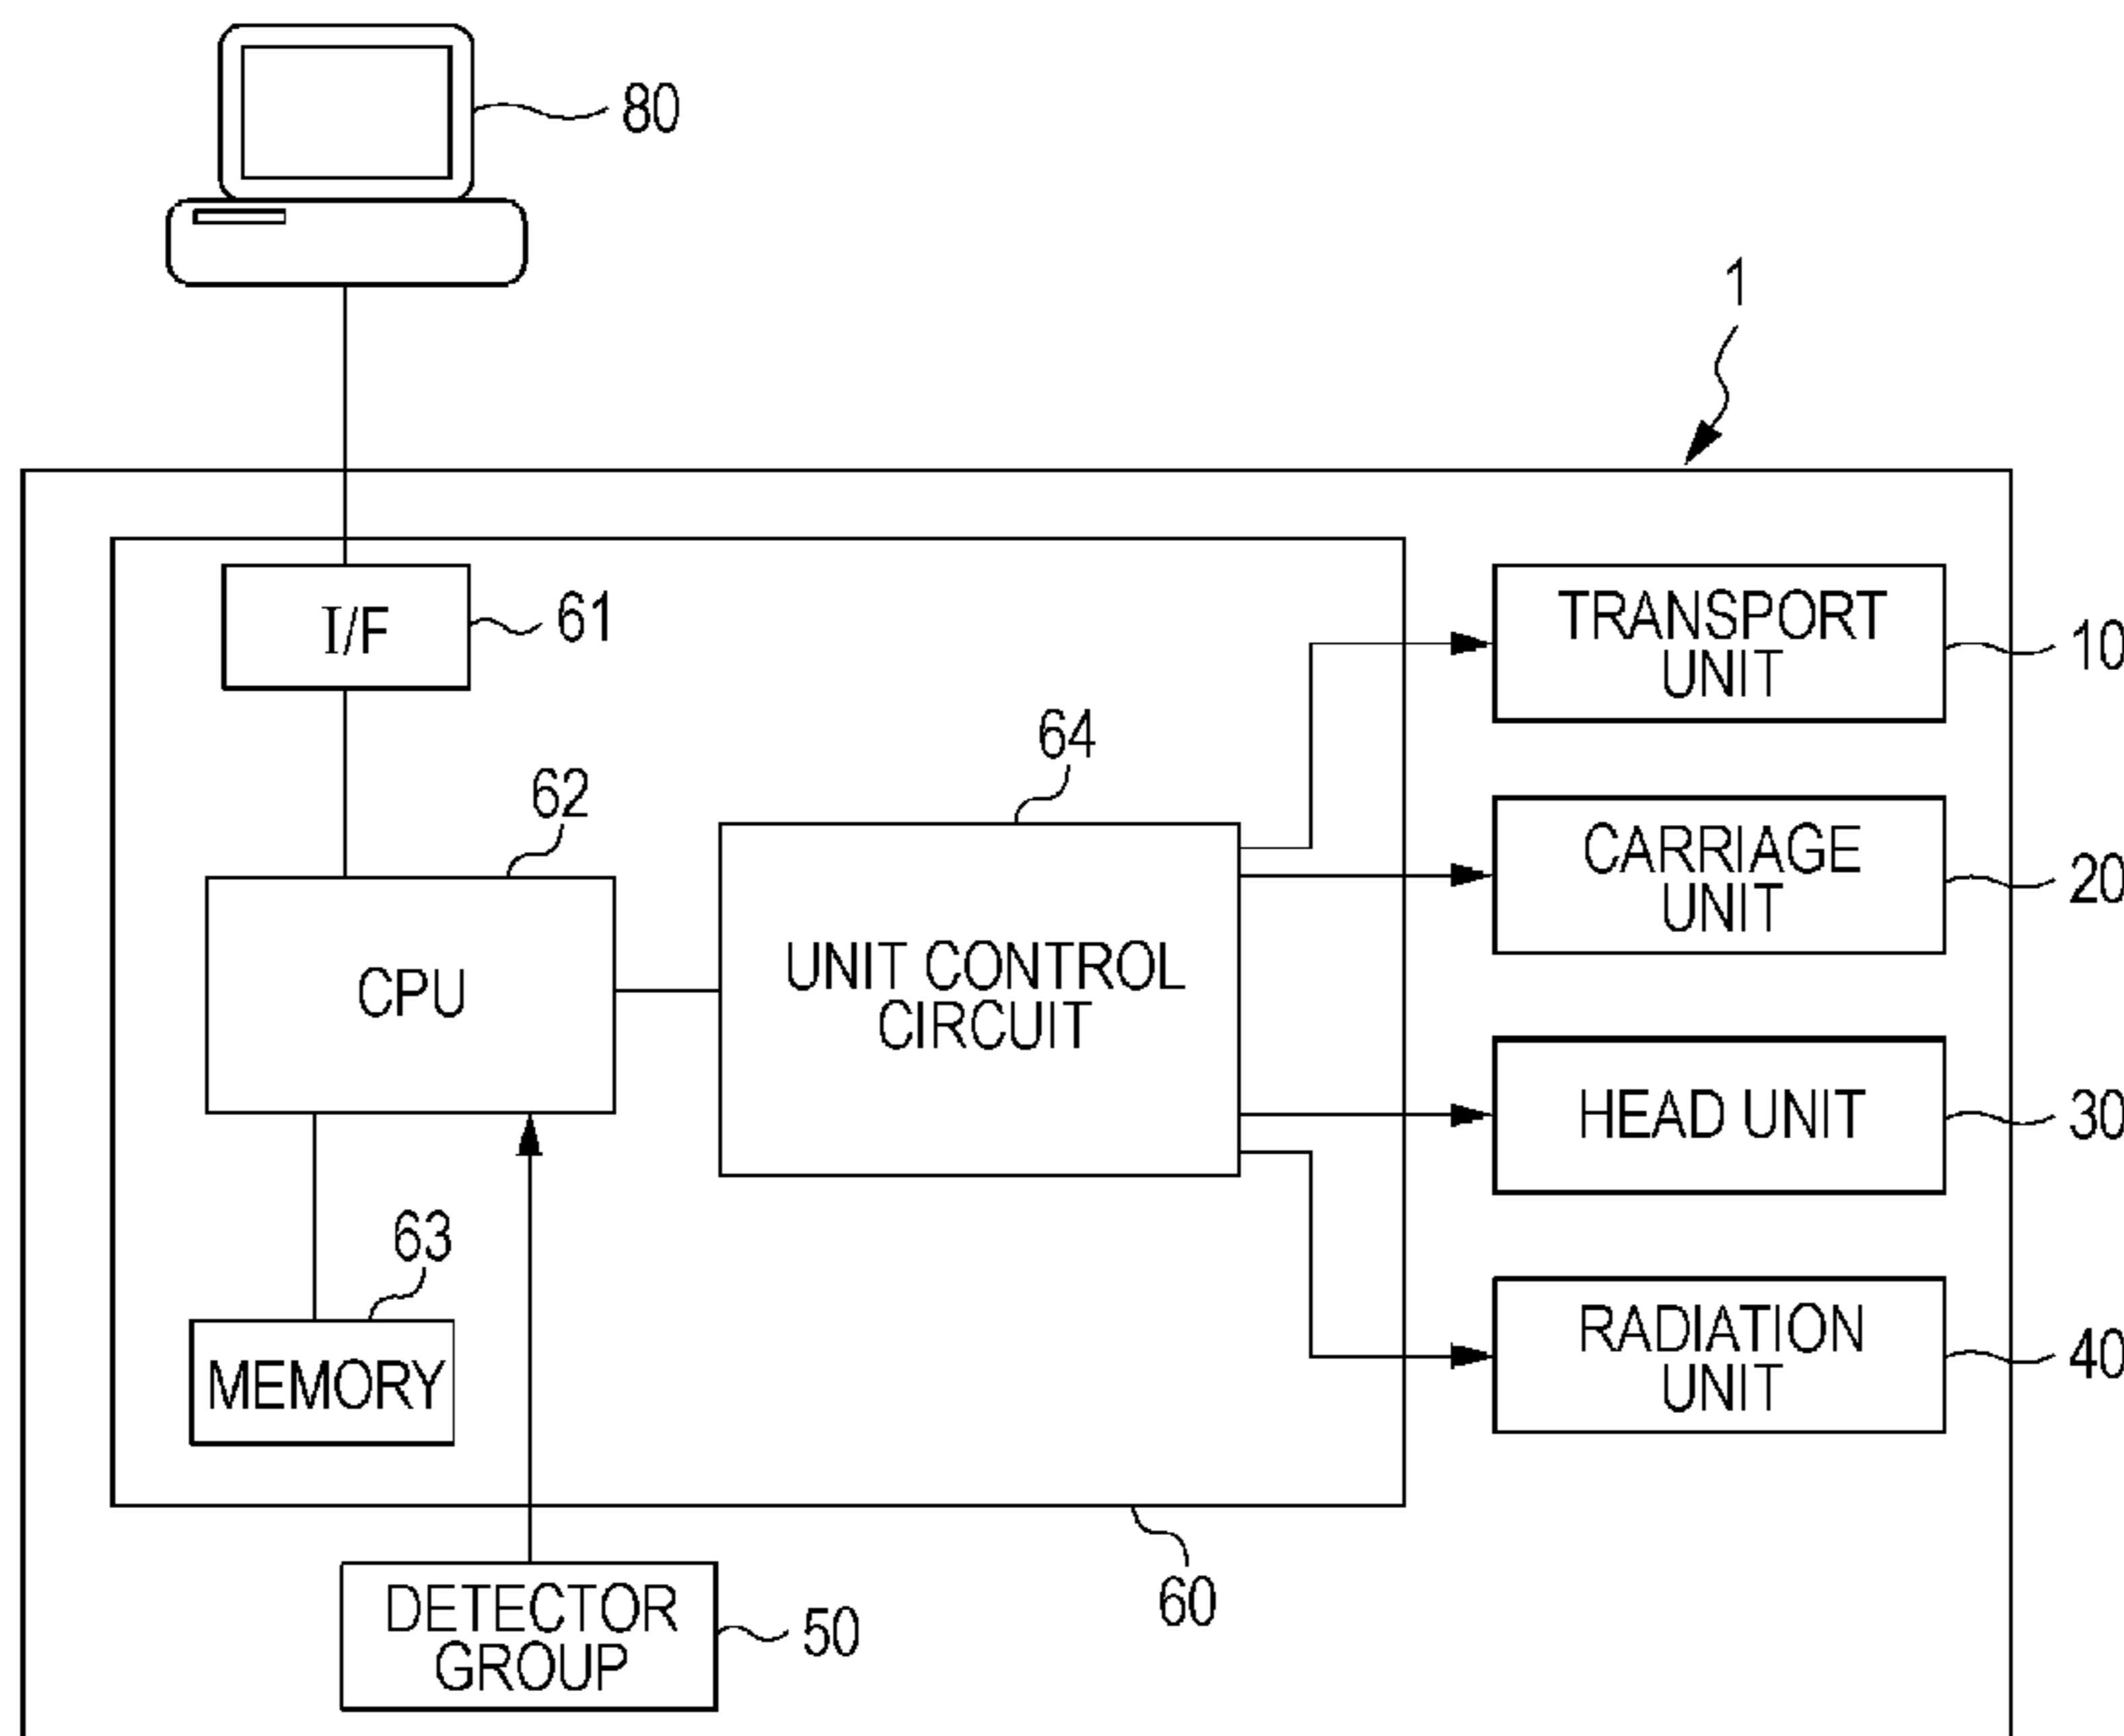 80
1
I/F
61
TRANSPORT
UNIT
10
64
62
CARRIAGE
UNIT
20
CPU
UNIT CONTROL
CIRCUIT
HEAD UNIT
30
63
MEMORY
RADIATION
UNIT
40
60
DETECTOR
GROUP
50